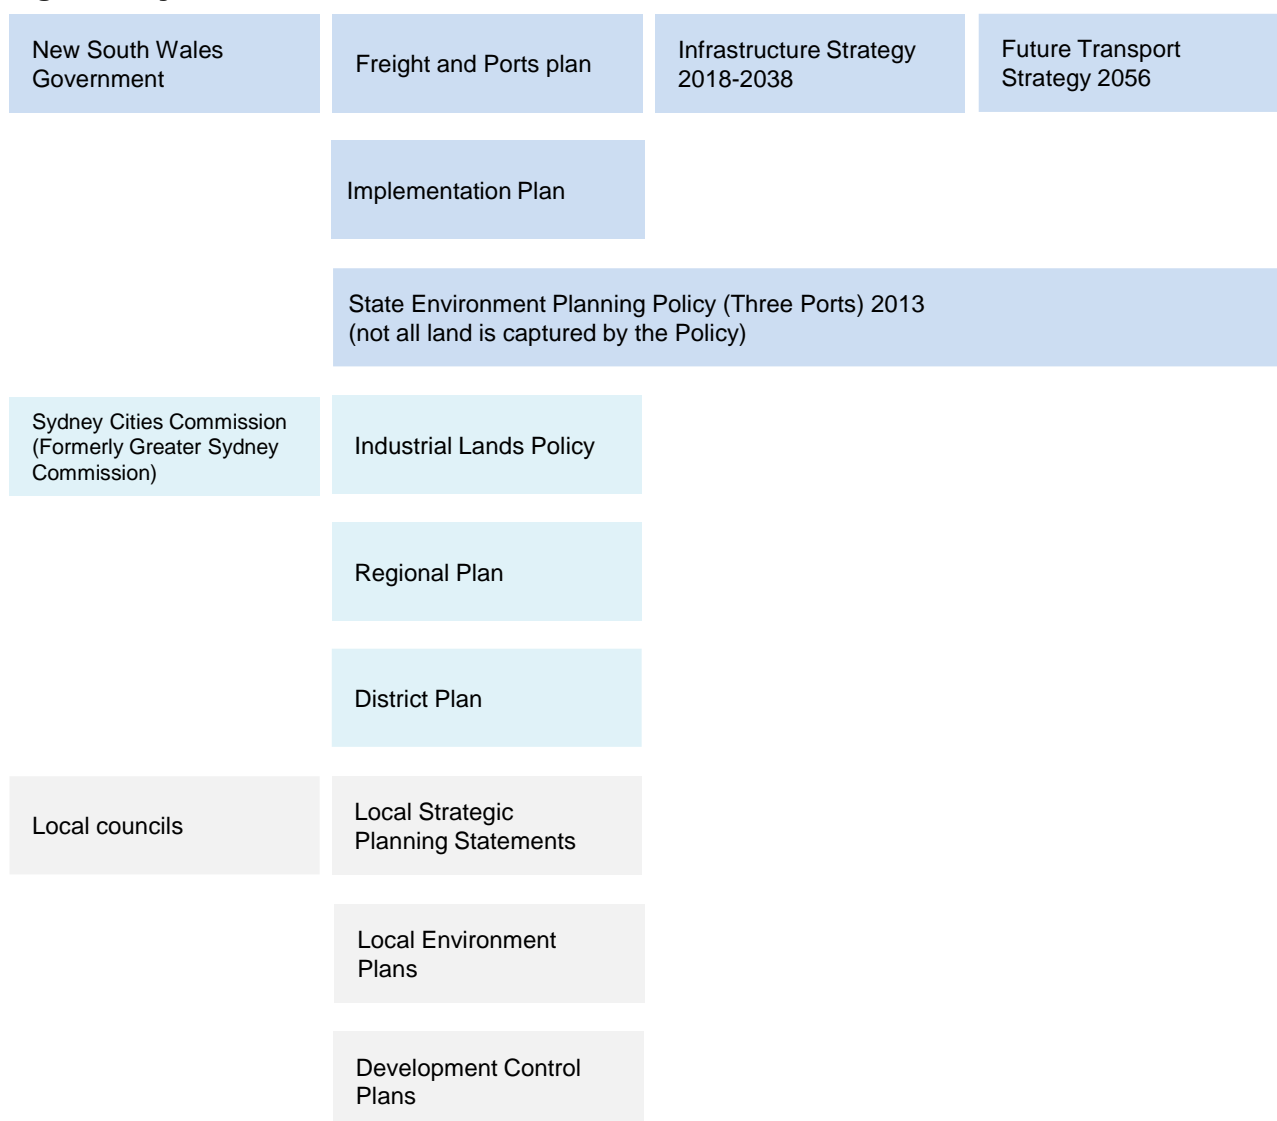 New South Wales
Government
Freight and Ports plan
Infrastructure Strategy
2018-2038
Future Transport
Strategy 2056
Implementation Plan
State Environment Planning Policy (Three Ports) 2013
(not all land is captured by the Policy)
Sydney Cities Commission
(Formerly Greater Sydney
Commission)
Industrial Lands Policy
Regional Plan
District Plan
Local councils
Local Strategic
Planning Statements
Local Environment
Plans
Development Control
Plans